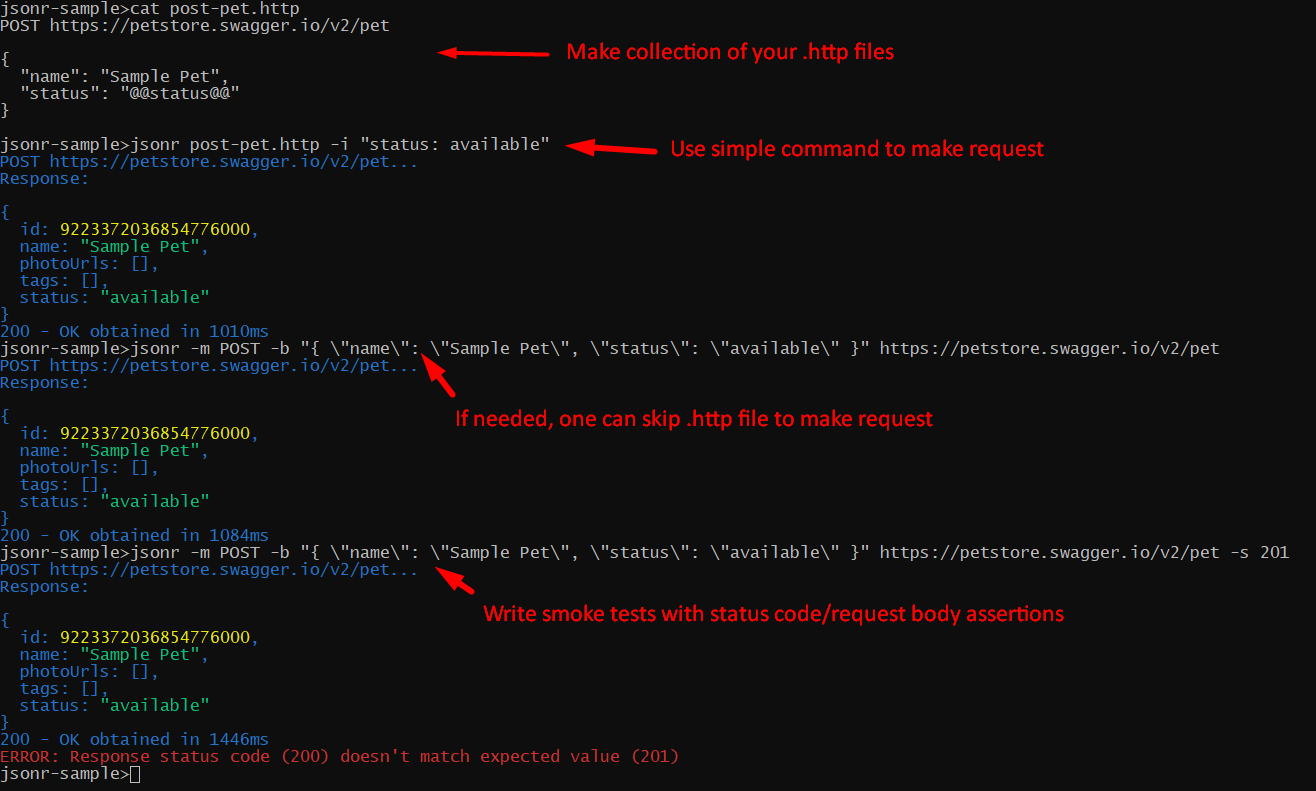 jsonr-sample>cat post-pet.http
POST https://petstore.swagger.io/v2/pet
{
Make collection of your .http files
"name": "Sample Pet",
"status": "@@status@@"
}
jsonr-sample>jsonr post-pet.http -i "status: available"
Use simple command to make request
POST https://petstore.swagger.io/v2/pet...
Response:
{
id: 9223372036854776000,
name: "Sample Pet",
photoUrls: [],
tags: [],
status: "available"
}
200 - OK obtained in 1010ms
jsonr-sample>jsonr -m POST -b "{ \"name\": \"Sample Pet\", \"status\": \"available\" }" https://petstore.swagger.io/v2/pet
POST https://petstore.swagger.io/v2/pet...
Response:
{
If needed, one can skip .http file to make request
id: 9223372036854776000,
name: "Sample Pet",
photoUrls: [],
tags: [],
status: "available"
}
200 - OK obtained in 1084ms
jsonr-sample>jsonr -m POST -b "{ \"name\": \"Sample Pet\", \"status\": \"available\" }" https://petstore.swagger.io/v2/pet -s 201
POST https://petstore.swagger.io/v2/pet...
Response:
{
Write smoke tests with status code/request body assertions
id: 9223372036854776000,
name: "Sample Pet",
photoUrls: [],
tags: [],
status: "available"
}
200 - OK obtained in 1446ms
ERROR: Response status code (200) doesn't match expected value (201)
jsonr-sample>